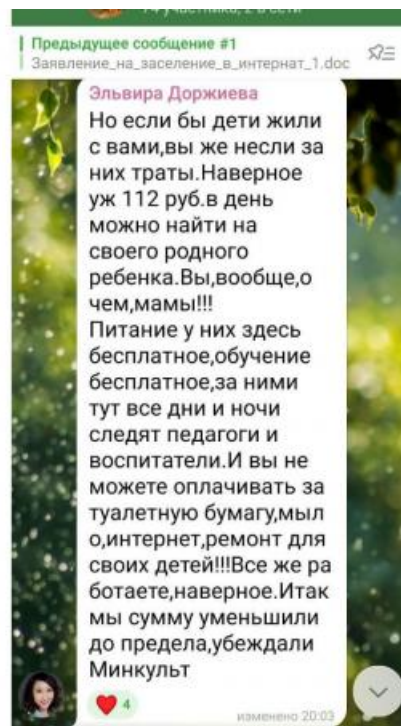 74 участника, 2 в сети
Предыдущее сообщение #1
Заявление_на_заселение_в_интернат_1.doc
Эльвира Доржиева
Но если бы дети жили
с вами,вы же несли за
них траты.Наверное
уж 112 руб.в день
можно найти на
своего родного
ребенка.Вы,вообще,о
чем,мамы!!!
Питание у них здесь
бесплатное,обучение
бесплатное,за ними
тут все дни и ночи
следят педагоги и
воспитатели.И вы не
можете оплачивать за
туалетную бумагу,мыл
о,интернет,ремонт для
своих детей!!!Все же ра
ботаете,наверное.Итак
мы сумму уменьшили
до предела,убеждали
Минкульт
4
изменено 20:03